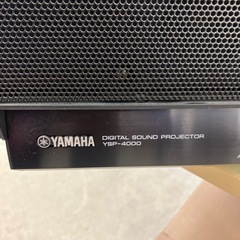 YAMAHA
DIGITAL SOUND PROJECTOR
YSP-4000